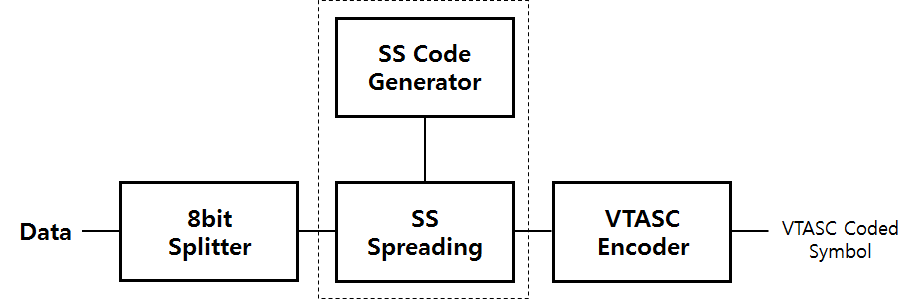 SS Code
Generator
Data
8bit
Splitter
SS
Spreading
VTASC
Encoder
VTASC Coded
Symbol